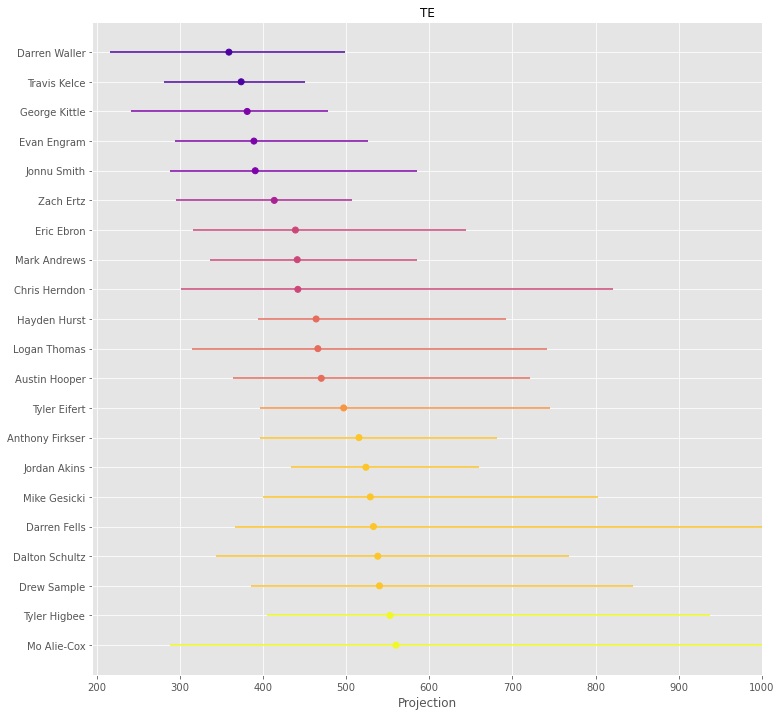 TE
Darren Waller
Travis Kelce
George Kittle
Evan Engram
Jonnu Smith
Zach Ertz
Eric Ebron
Mark Andrews
Chris Herndon
Hayden Hurst
Logan Thomas
Austin Hooper
Tyler Eifert
Anthony Firkser
Jordan Akins
Mike Gesicki
Darren Fells
Dalton Schultz
Drew Sample
Tyler Higbee
Mo Alie-Cox
200 300 400 500 600 700 800 900 1000
Projection